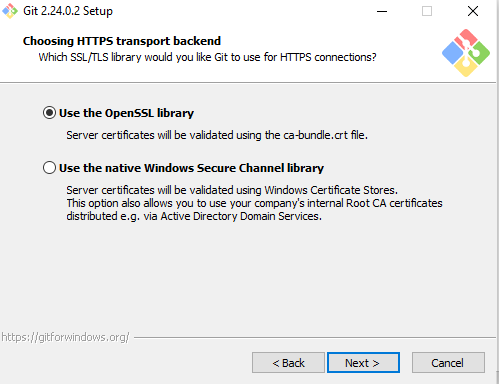 Git 2.24.0.2 Setup
Choosing HTTPS transport backend
Which SSL/TLS library would you like Git to use for HTTPS connections?
Use the OpenSSL library
Server certificates will be validated using the ca-bundle.crt file.
Use the native Windows Secure Channel library
Server certificates will be validated using Windows Certificate Stores.
This option also allows you to use your company's internal Root CA certificates
distributed e.g. via Active Directory Domain Services.
https://gitforwindows.org/
< Back
Next >
Cancel